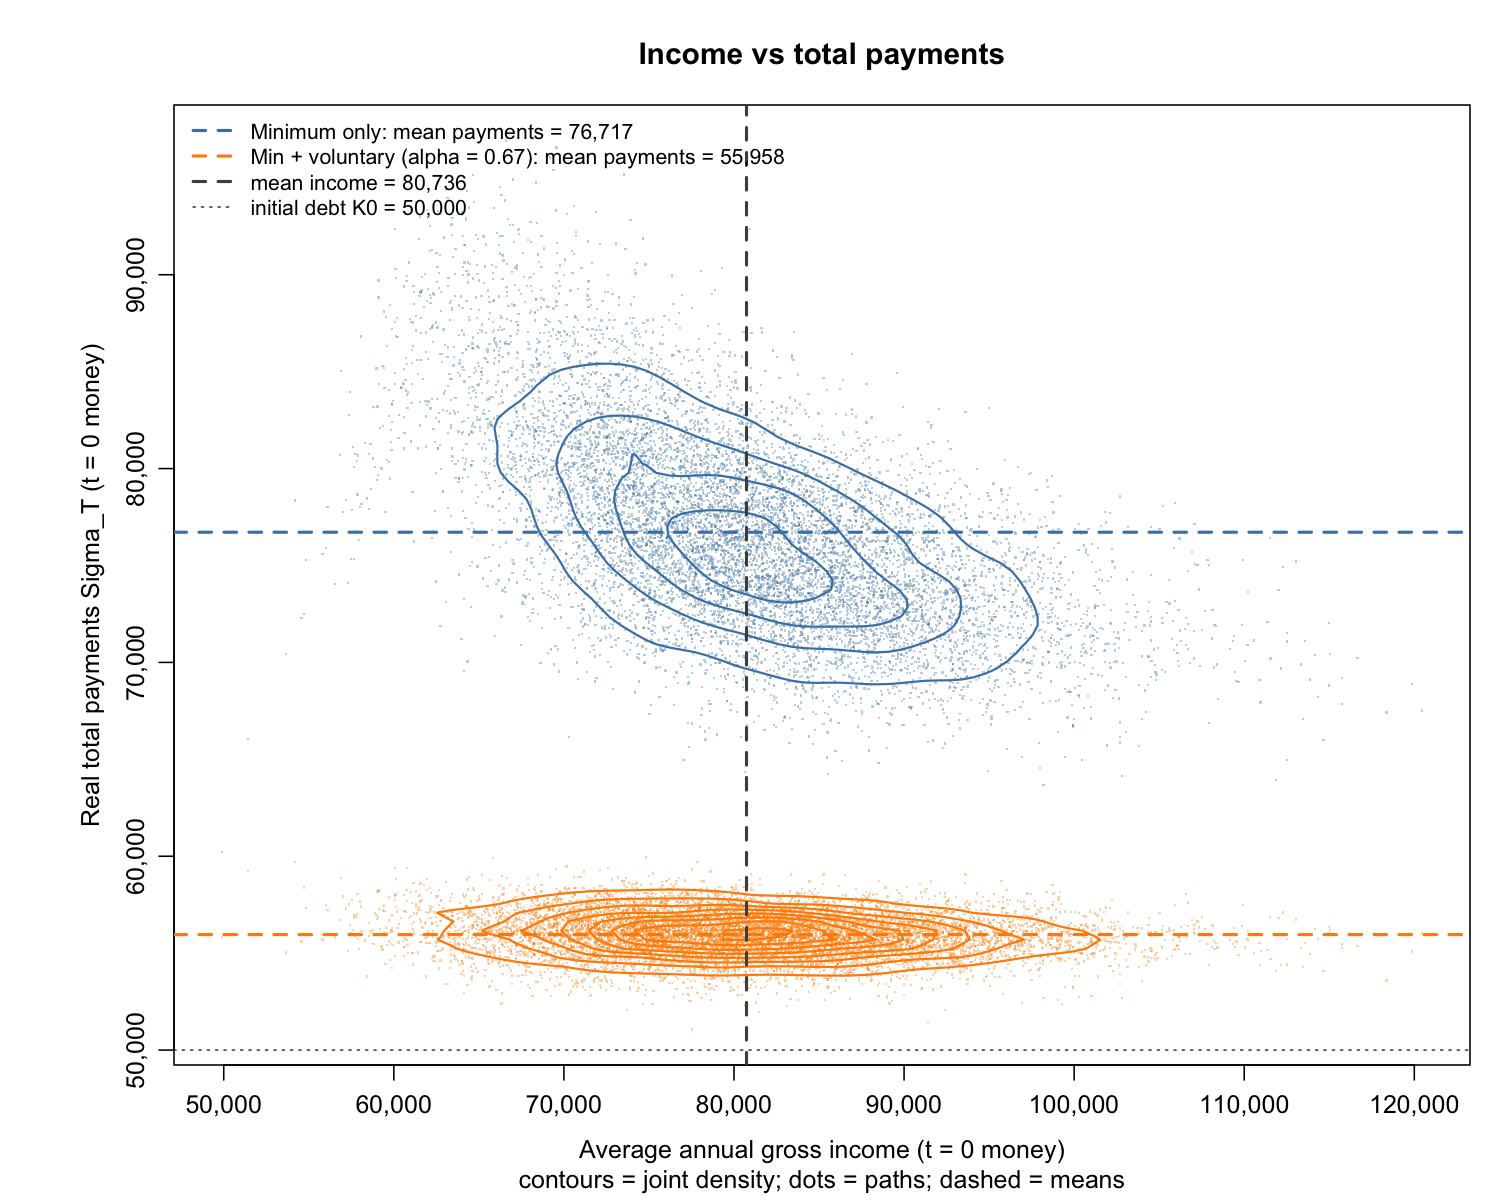 Income vs total payments
Minimum only: mean payments = 76,717
Min + voluntary (alpha = 0.67): mean payments = 55,958
mean income = 80,736
initial debt K0 = 50,000
Real total payments Sigma_T (t = 0 money)
90,000
80,000
70,000
60,000
50,000
50,000 60,000 70,000 80,000 90,000 100,000 110,000 120,000
Average annual gross income (t = 0 money)
contours = joint density; dots = paths; dashed = means